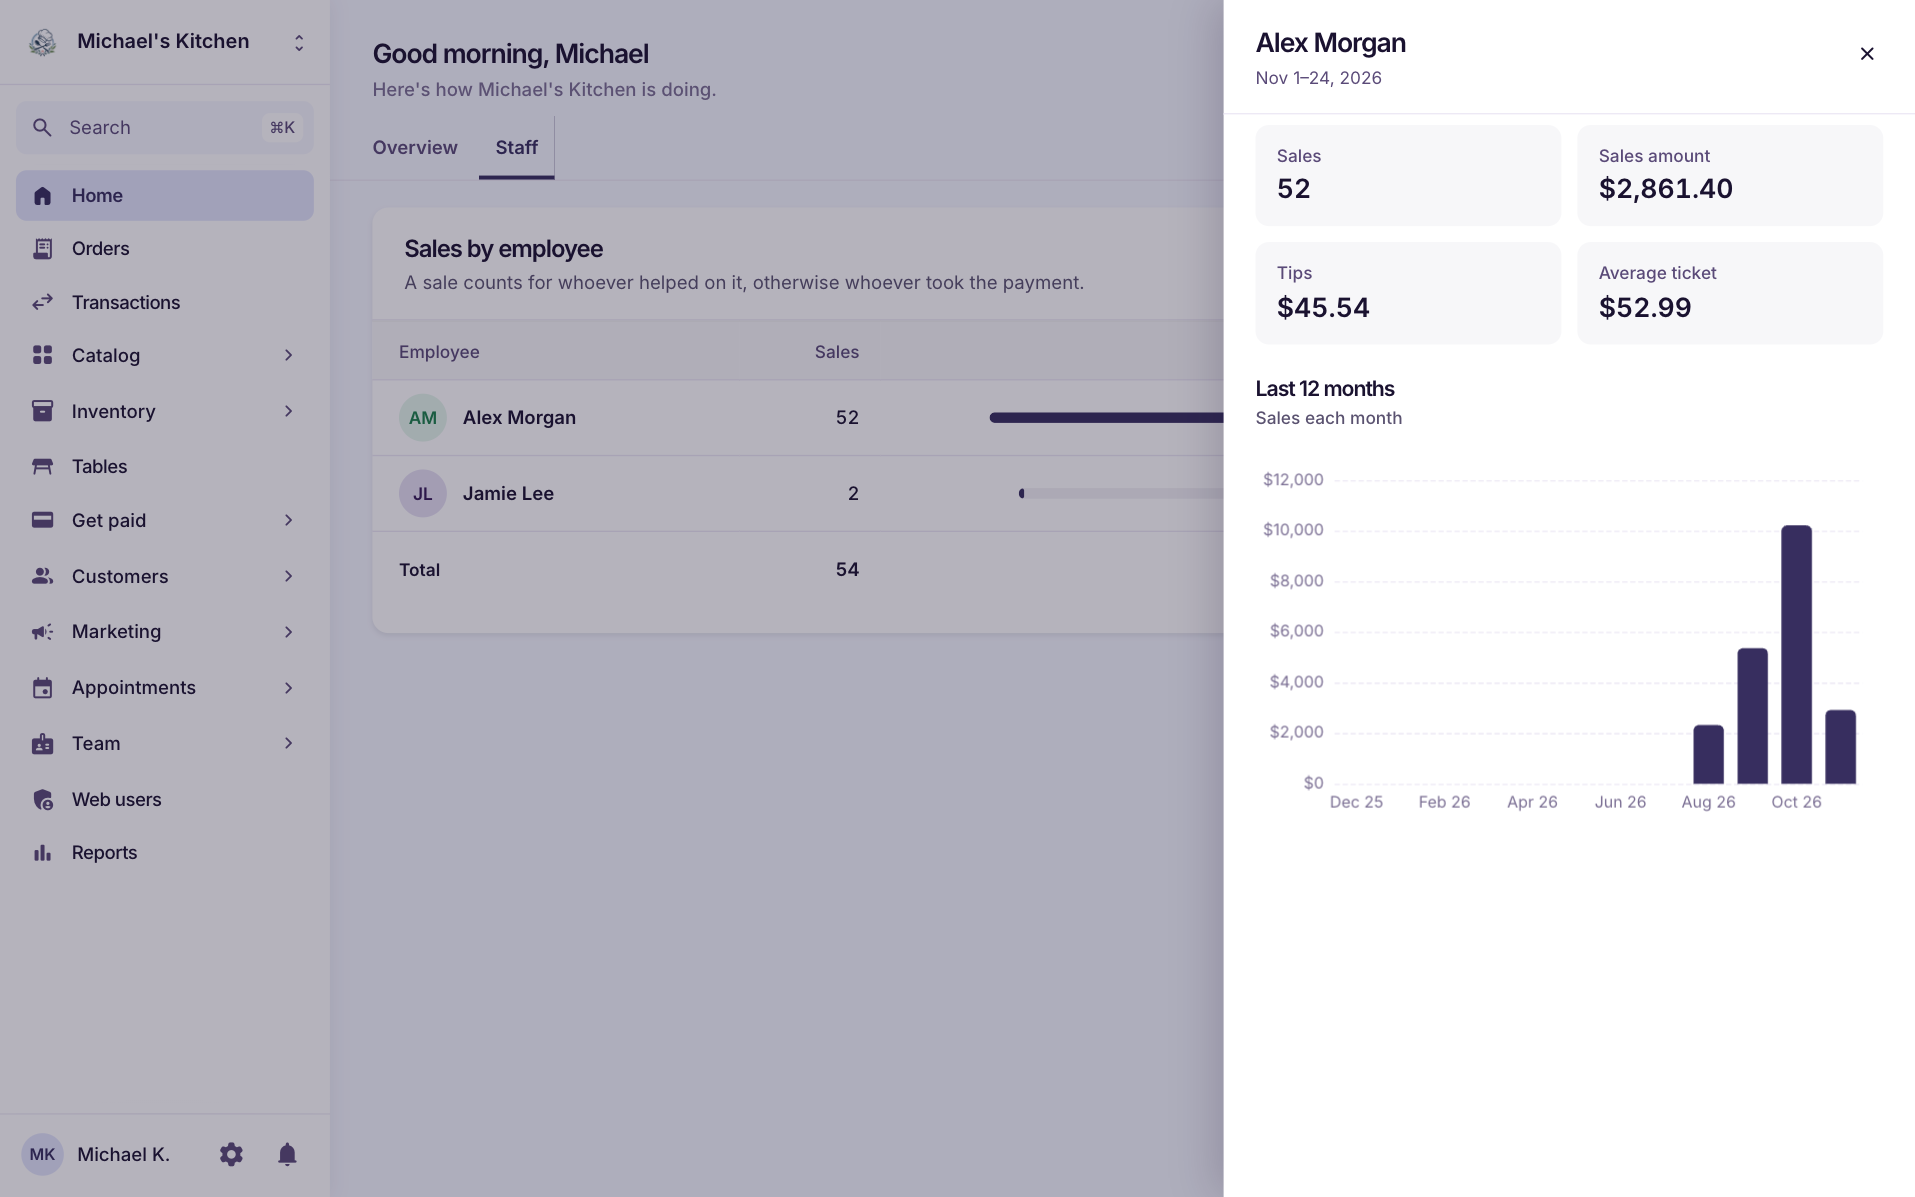 Michael's Kitchen
Search ⌘K
Home
Orders
Transactions
Catalog
Inventory
Tables
Get paid
Customers
Marketing
Appointments
Team
Web users
Reports
MK Michael K.
Good morning, Michael
Here's how Michael's Kitchen is doing.
Overview Staff
Sales by employee
A sale counts for whoever helped on it, otherwise whoever took the payment.
Employee Sales
AM Alex Morgan 52
JL Jamie Lee 2
Total 54
Alex Morgan
Nov 1–24, 2026
Sales
52
Sales amount
$2,861.40
Tips
$45.54
Average ticket
$52.99
Last 12 months
Sales each month
$12,000
$10,000
$8,000
$6,000
$4,000
$2,000
$0
Dec 25 Feb 26 Apr 26 Jun 26 Aug 26 Oct 26